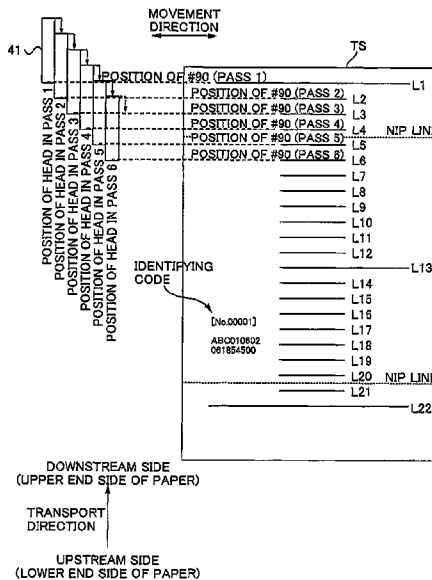 MOVEMENT
DIRECTION
41
TS
POSITION OF #90 (PASS 1)
L1
POSITION OF #90 (PASS 2)
L2
POSITION OF #90 (PASS 3)
L3
POSITION OF #90 (PASS 4)
L4
NIP LINE
POSITION OF #90 (PASS 5)
L5
POSITION OF #90 (PASS 6)
L6
POSITION OF HEAD IN PASS 1
POSITION OF HEAD IN PASS 2
POSITION OF HEAD IN PASS 3
POSITION OF HEAD IN PASS 4
POSITION OF HEAD IN PASS 5
POSITION OF HEAD IN PASS 6
L7
L8
L9
L10
L11
L12
IDENTIFYING
CODE
L13
L14
L15
[No.00001]
L16
L17
ABC010602
061854500
L18
L19
L20
NIP LINE
L21
L22
DOWNSTREAM SIDE
(UPPER END SIDE OF PAPER)
TRANSPORT
DIRECTION
UPSTREAM SIDE
(LOWER END SIDE OF PAPER)